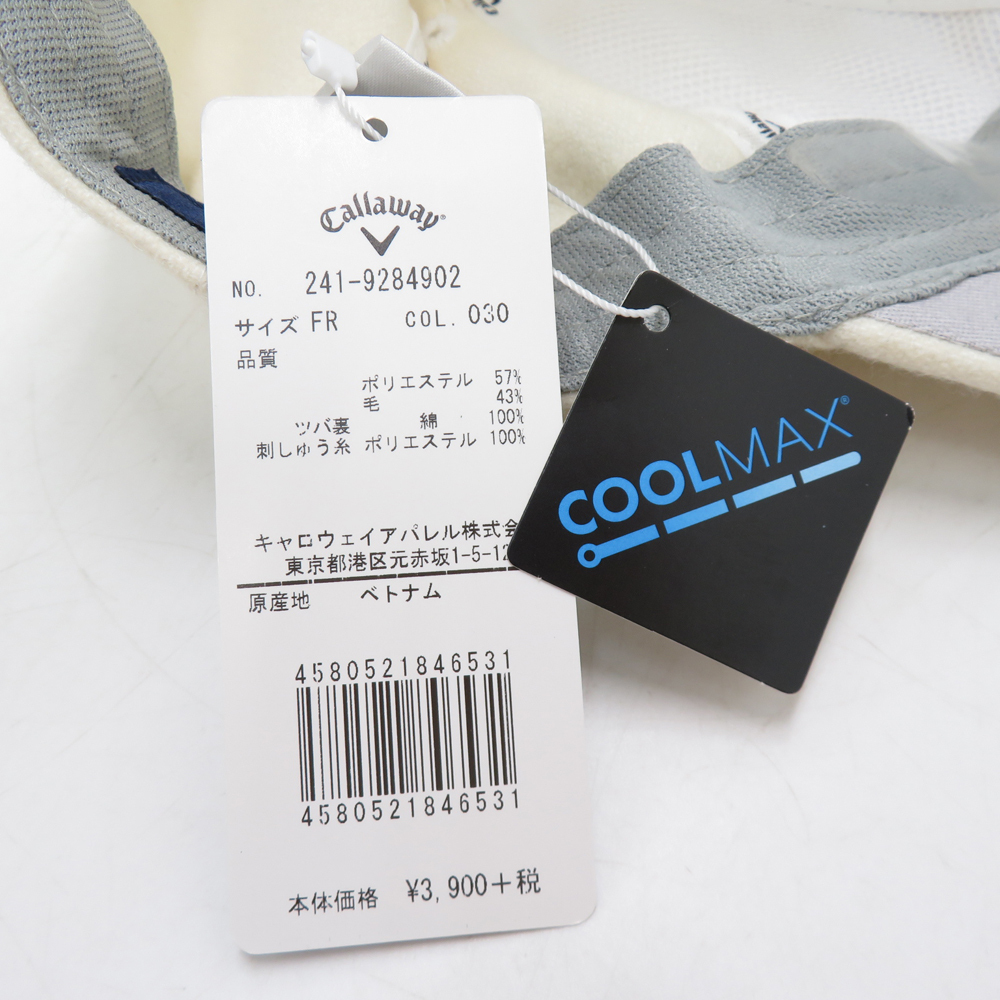 Callaway
NO. 241-9284902
サイズ FR COL. 030
品質
ポリエステル 57%
毛 43%
ツバ裏 綿 100%
刺しゅう糸 ポリエステル 100%
キャロウェイアパレル株式会
東京都港区元赤坂1-5-12
原産地 ベトナム
4580521846531
4580521846531
本体価格 ¥3,900+税
COOLMAX®